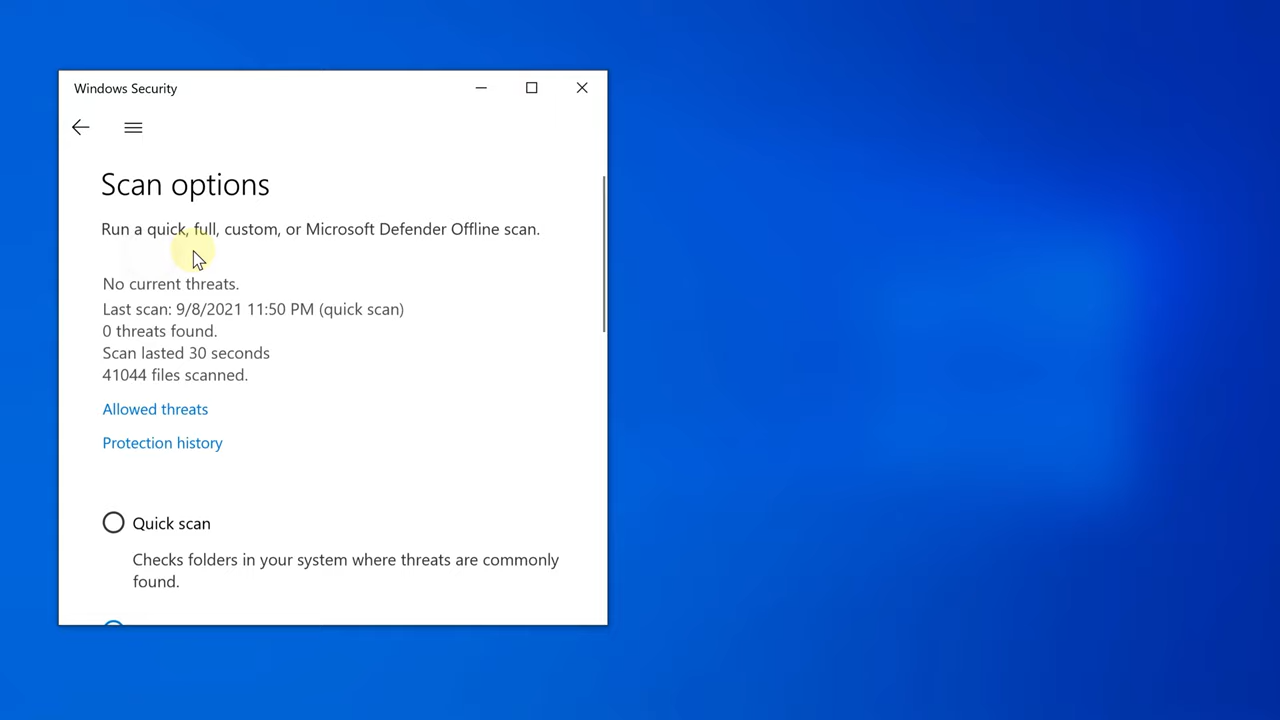 Windows Security
Scan options
Run a quick, full, custom, or Microsoft Defender Offline scan.
No current threats.
Last scan: 9/8/2021 11:50 PM (quick scan)
0 threats found.
Scan lasted 30 seconds
41044 files scanned.
Allowed threats
Protection history
Quick scan
Checks folders in your system where threats are commonly
found.